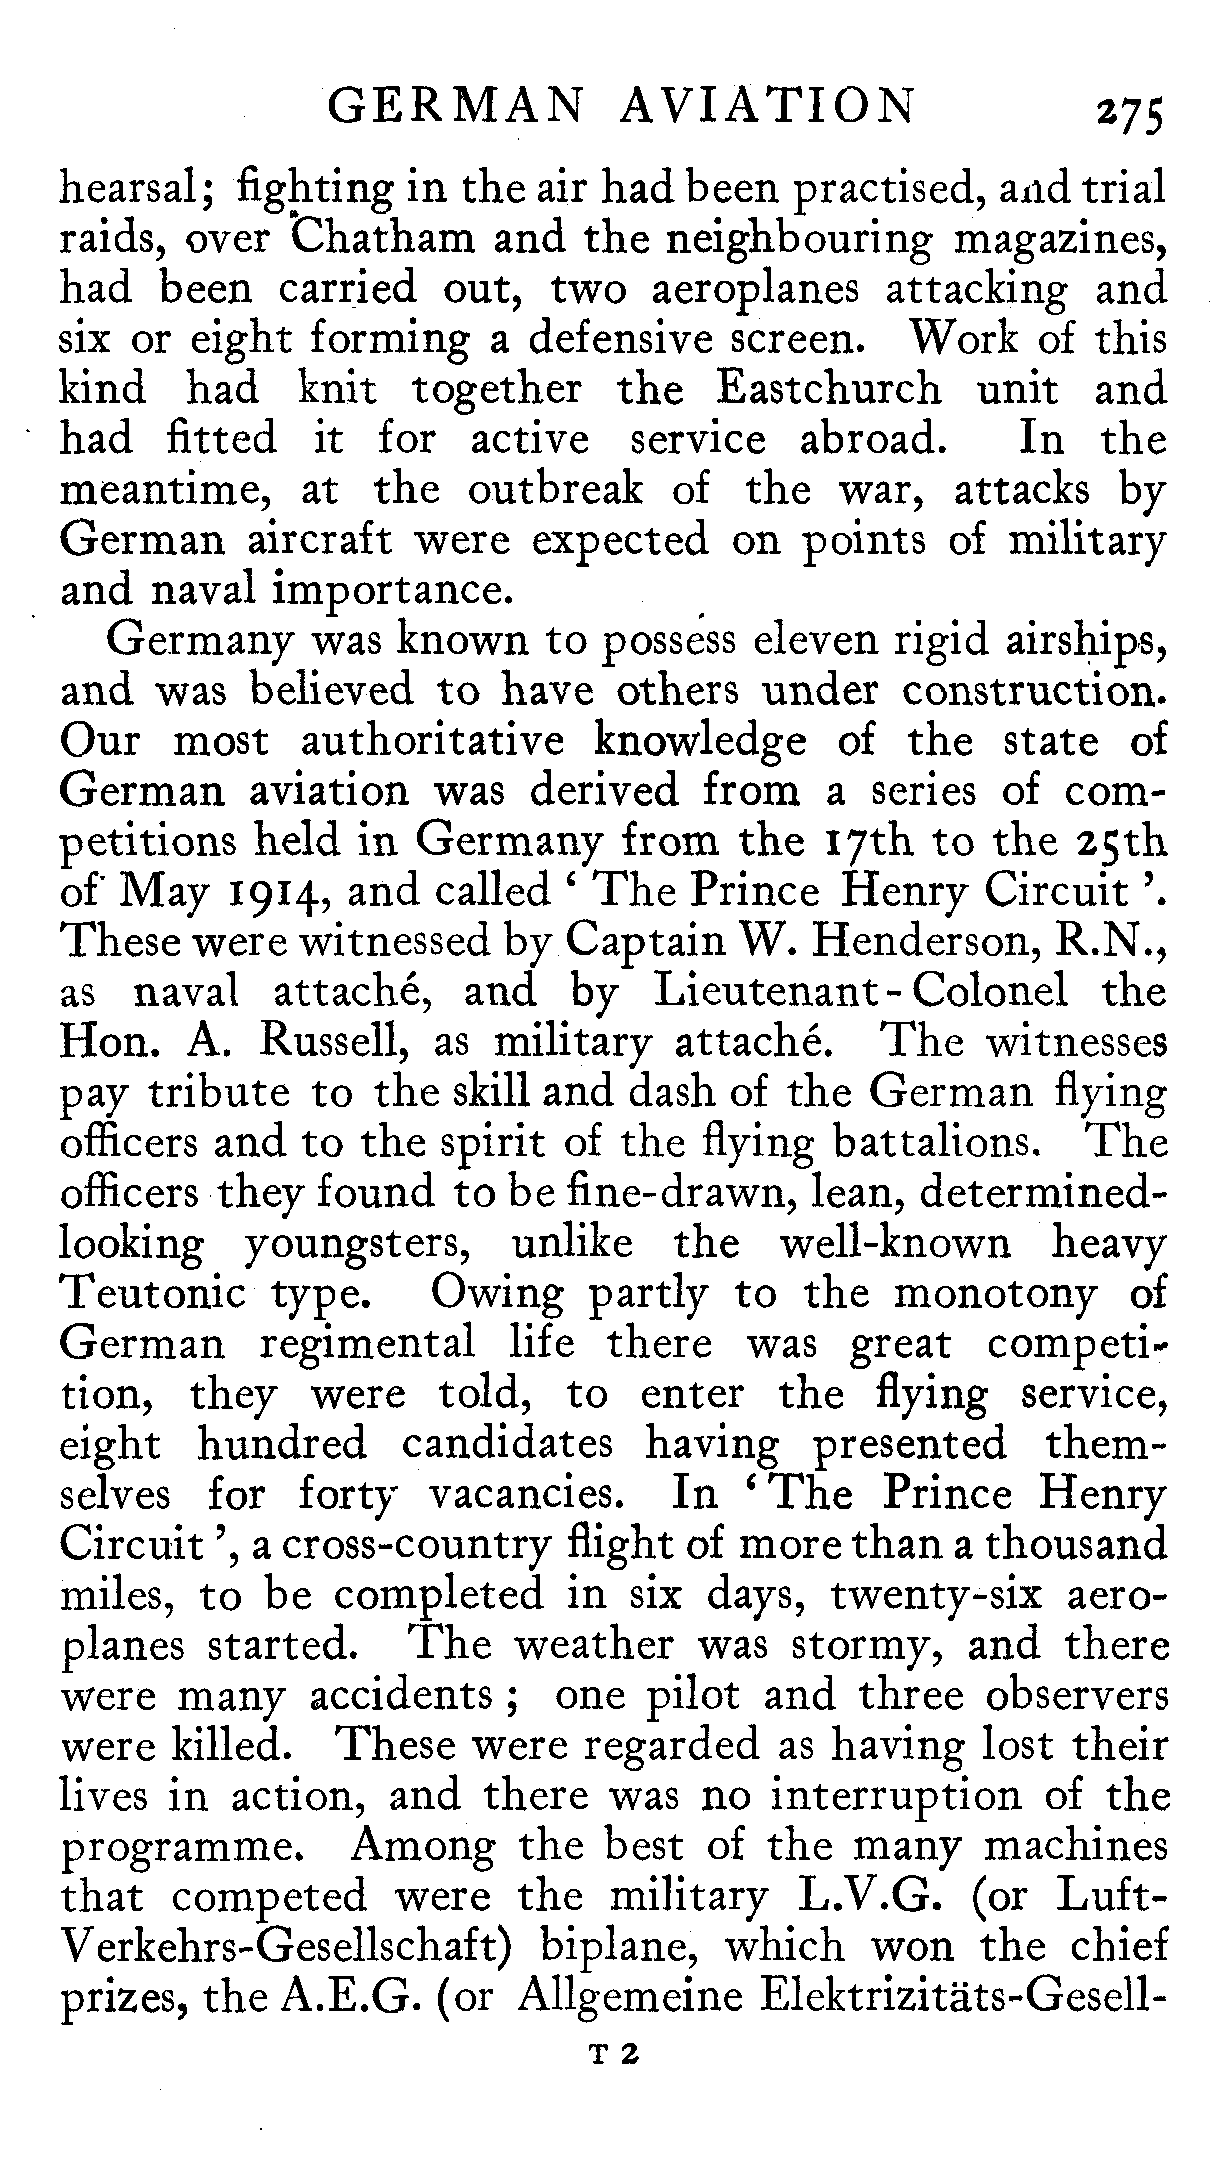 GERMAN AVIATION 275
hearsal; fighting in the air had been practised, and trial
raids, over Chatham and the neighbouring magazines,
had been carried out, two aeroplanes attacking and
six or eight forming a defensive screen. Work of this
kind had knit together the Eastchurch unit and
had fitted it for active service abroad. In the
meantime, at the outbreak of the war, attacks by
German aircraft were expected on points of military
and naval importance.
Germany was known to possess eleven rigid airships,
and was believed to have others under construction.
Our most authoritative knowledge of the state of
German aviation was derived from a series of com-
petitions held in Germany from the 17th to the 25th
of May 1914, and called ‘ The Prince Henry Circuit ’.
These were witnessed by Captain W. Henderson, R.N.,
as naval attaché, and by Lieutenant-Colonel the
Hon. A. Russell, as military attaché. The witnesses
pay tribute to the skill and dash of the German flying
officers and to the spirit of the flying battalions. The
officers they found to be fine-drawn, lean, determined-
looking youngsters, unlike the well-known heavy
Teutonic type. Owing partly to the monotony of
German regimental life there was great competi-
tion, they were told, to enter the flying service,
eight hundred candidates having presented them-
selves for forty vacancies. In ‘ The Prince Henry
Circuit ’, a cross-country flight of more than a thousand
miles, to be completed in six days, twenty-six aero-
planes started. The weather was stormy, and there
were many accidents ; one pilot and three observers
were killed. These were regarded as having lost their
lives in action, and there was no interruption of the
programme. Among the best of the many machines
that competed were the military L.V.G. (or Luft-
Verkehrs-Gesellschaft) biplane, which won the chief
prizes, the A.E.G. (or Allgemeine Elektrizitäts-Gesell-
T 2